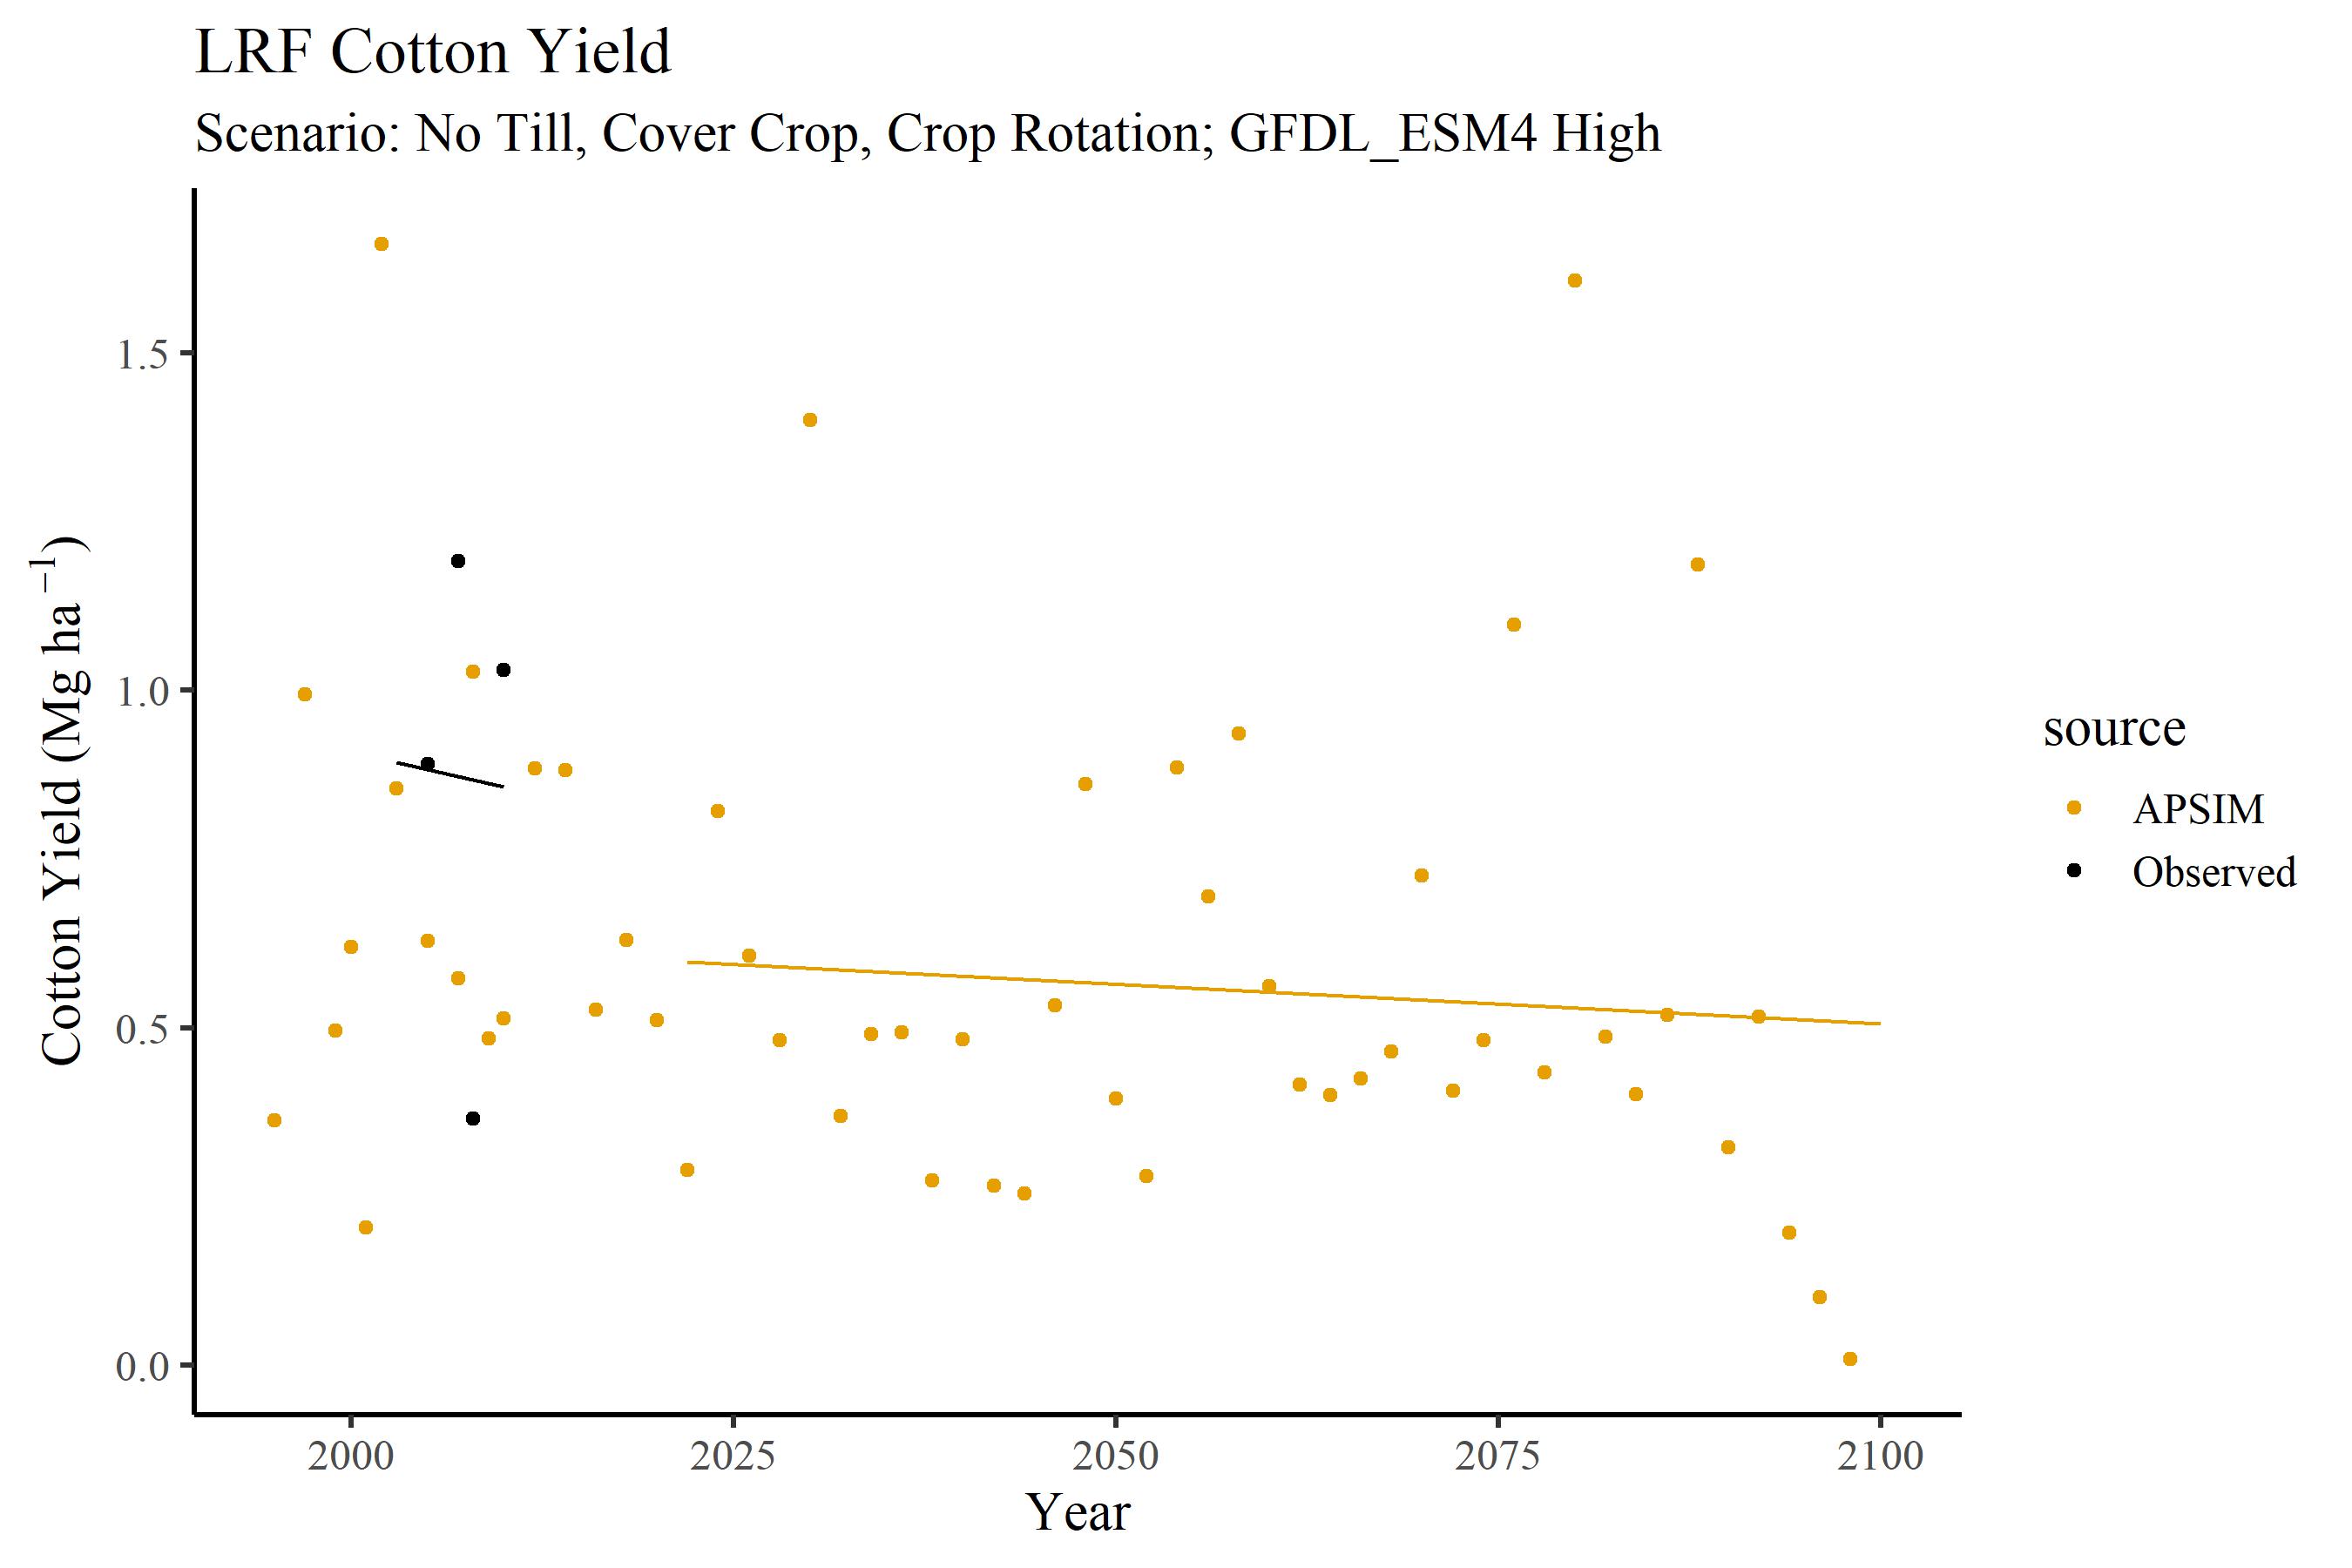 LRF Cotton Yield
Scenario: No Till, Cover Crop, Crop Rotation; GFDL_ESM4 High
Cotton Yield (Mg ha⁻¹)
1.5
1.0
0.5
0.0
2000 2025 2050 2075 2100
Year
source
APSIM
Observed